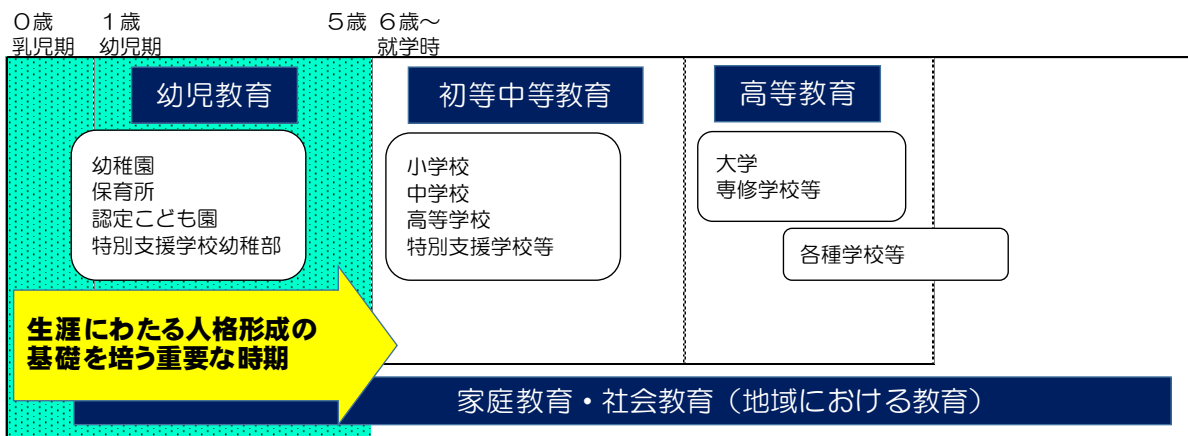 ０歳 １歳 ５歳 ６歳～
乳児期 幼児期 就学時
幼児教育
初等中等教育
高等教育
幼稚園
保育所
認定こども園
特別支援学校幼稚部
小学校
中学校
高等学校
特別支援学校等
大学
専修学校等
各種学校等
生涯にわたる人格形成の
基礎を培う重要な時期
家庭教育・社会教育（地域における教育）